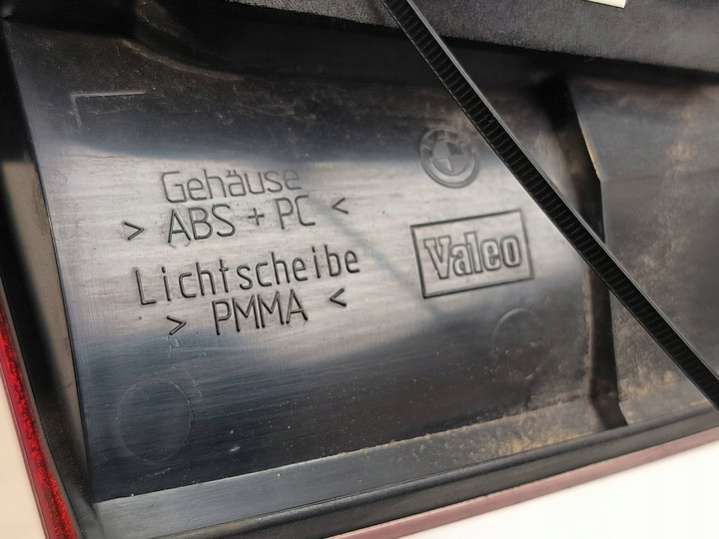 Gehäuse
> ABS + PC <
Lichtscheibe
> PMMA <
Valeo